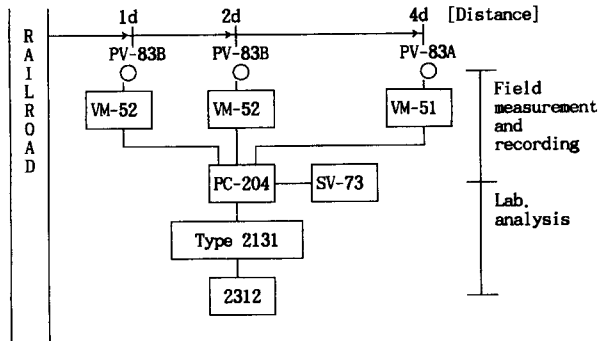 1d 2d 4d [Distance]
RAILROAD
PV-83B PV-83B PV-83A
VM-52 VM-52 VM-51
Field
measurement
and
recording
PC-204 SV-73
Lab.
analysis
Type 2131
2312